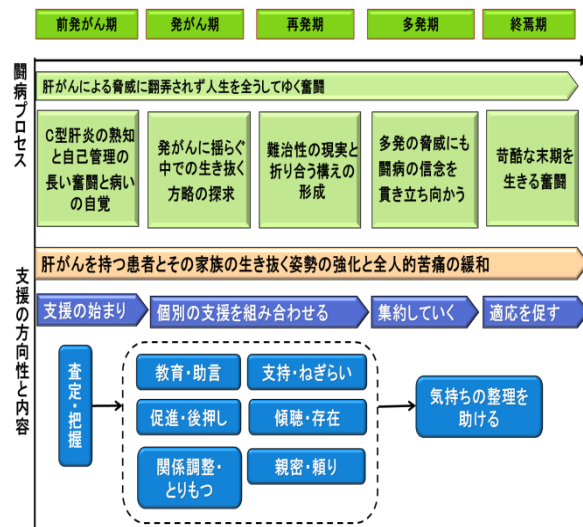 前発がん期
発がん期
再発期
多発期
終焉期
闘病プロセス
肝がんによる脅威に翻弄されず人生を全うしてゆく奮闘
C型肝炎の熟知
と自己管理の
長い奮闘と病い
の自覚
発がんに揺らぐ
中での生き抜く
方略の探求
難治性の現実と
折り合う構えの
形成
多発の脅威にも
闘病の信念を
貫き立ち向かう
苛酷な末期を
生きる奮闘
支援の方向性と内容
肝がんを持つ患者とその家族の生き抜く姿勢の強化と全人的苦痛の緩和
支援の始まり
個別の支援を組み合わせる
集約していく
適応を促す
査定・把握
教育・助言
支持・ねぎらい
促進・後押し
傾聴・存在
関係調整・
とりもつ
親密・頼り
気持ちの整理を
助ける